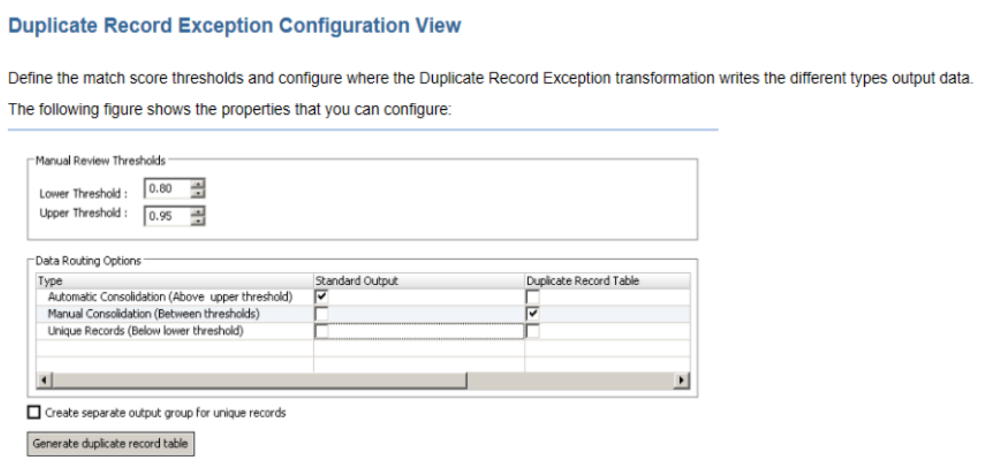 Duplicate Record Exception Configuration View
Define the match score thresholds and configure where the Duplicate Record Exception transformation writes the different types output data.
The following figure shows the properties that you can configure:
Manual Review Thresholds
Lower Threshold : 0.80
Upper Threshold : 0.95
Data Routing Options
Type Standard Output Duplicate Record Table
Automatic Consolidation (Above upper threshold)
Manual Consolidation (Between thresholds)
Unique Records (Below lower threshold)
Create separate output group for unique records
Generate duplicate record table